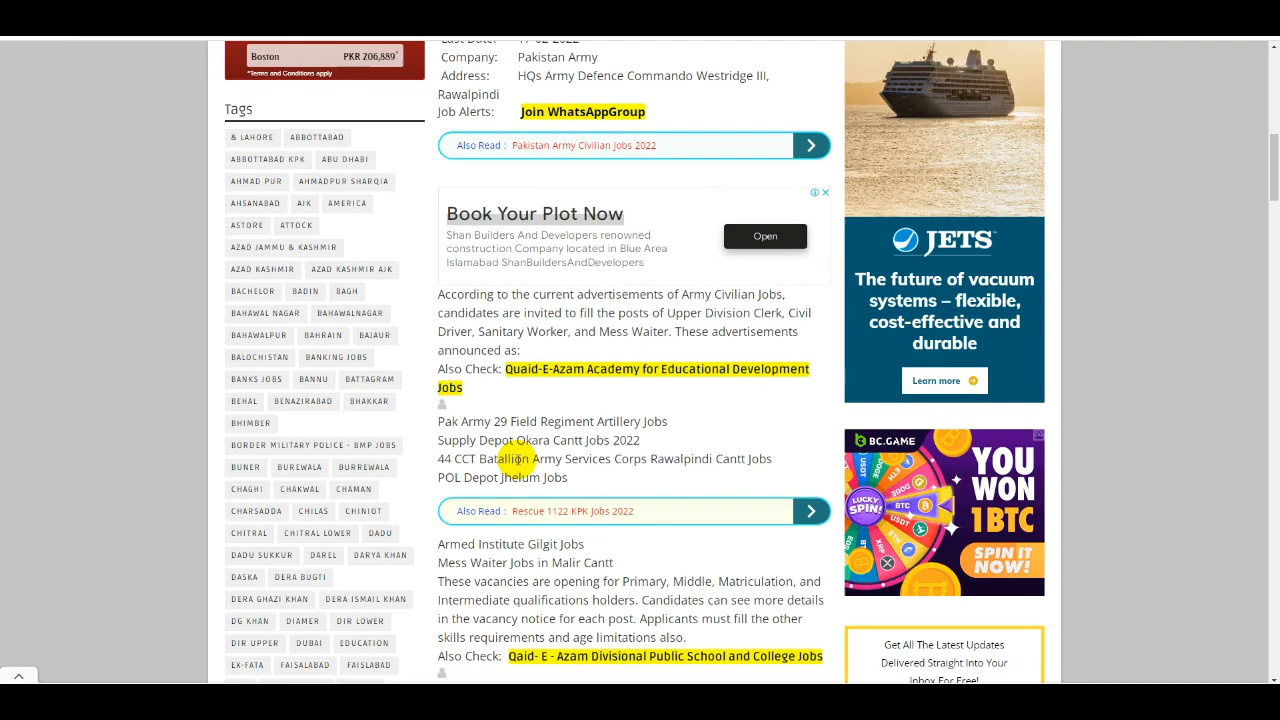 Boston PKR 206,889*
*Terms and Conditions apply
Tags
& LAHORE ABBOTTABAD
ABBOTTABAD KPK ABU DHABI
AHMAD PUR AHMADPUR SHARQIA
AHSANABAD AJK AMERICA
ASTORE ATTOCK
AZAD JAMMU & KASHMIR
AZAD KASHMIR AZAD KASHMIR AJK
BACHELOR BADIN BAGH
BAHAWAL NAGAR BAHAWALNAGAR
BAHAWALPUR BAHRAIN BAJAUR
BALOCHISTAN BANKING JOBS
BANKS JOBS BANNU BATTAGRAM
BEHAL BENAZIRABAD BHAKKAR
BHIMBER
BORDER MILITARY POLICE - BMP JOBS
BUNER BUREWALA BURREWALA
CHAGHI CHAKWAL CHAMAN
CHARSADDA CHILAS CHINIOT
CHITRAL CHITRAL LOWER DADU
DADU SUKKUR DAREL DARYA KHAN
DASKA DERA BUGTI
DERA GHAZI KHAN DERA ISMAIL KHAN
DG KHAN DIAMER DIR LOWER
DIR UPPER DUBAI EDUCATION
EX-FATA FAISALABAD FAISLABAD
Last Date: 17-02-2022
Company: Pakistan Army
Address: HQs Army Defence Commando Westridge III,
Rawalpindi
Job Alerts: Join WhatsAppGroup
Also Read : Pakistan Army Civilian Jobs 2022
Book Your Plot Now
Shan Builders And Developers renowned
construction Company located in Blue Area
Islamabad ShanBuildersAndDevelopers
Open
According to the current advertisements of Army Civilian Jobs,
candidates are invited to fill the posts of Upper Division Clerk, Civil
Driver, Sanitary Worker, and Mess Waiter. These advertisements
announced as:
Also Check: Quaid-E-Azam Academy for Educational Development
Jobs
Pak Army 29 Field Regiment Artillery Jobs
Supply Depot Okara Cantt Jobs 2022
44 CCT Batallion Army Services Corps Rawalpindi Cantt Jobs
POL Depot Jhelum Jobs
Also Read : Rescue 1122 KPK Jobs 2022
Armed Institute Gilgit Jobs
Mess Waiter Jobs in Malir Cantt
These vacancies are opening for Primary, Middle, Matriculation, and
Intermediate qualifications holders. Candidates can see more details
in the vacancy notice for each post. Applicants must fill the other
skills requirements and age limitations also.
Also Check: Qaid- E - Azam Divisional Public School and College Jobs
JETS™
The future of vacuum
systems – flexible,
cost-effective and
durable
Learn more
BC.GAME
YOU
WON
1BTC
SPIN IT
NOW!
LUCKY
SPIN!
DOGE
BTC
USDT
Get All The Latest Updates
Delivered Straight Into Your
Inbox For Free!